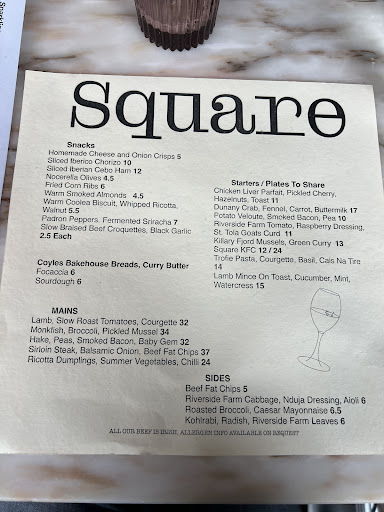 Square
Snacks
Homemade Cheese and Onion Crisps 5
Sliced Iberico Chorizo 10
Sliced Iberian Cebo Ham 12
Nocerella Olives 4.5
Fried Corn Ribs 6
Warm Smoked Almonds 4.5
Warm Coolea Biscuit, Whipped Ricotta,
Walnut 5.5
Padron Peppers, Fermented Sriracha 7
Slow Braised Beef Croquettes, Black Garlic
2.5 Each
Coyles Bakehouse Breads, Curry Butter
Focaccia 6
Sourdough 6
Starters / Plates To Share
Chicken Liver Parfait, Pickled Cherry,
Hazelnuts, Toast 11
Dunany Crab, Fennel, Carrot, Buttermilk 17
Potato Veloute, Smoked Bacon, Pea 10
Riverside Farm Tomato, Raspberry Dressing,
St. Tola Goats Curd 11
Killary Fjord Mussels, Green Curry 13
Square KFC 12 / 24
Trofie Pasta, Courgette, Basil, Cais Na Tire
14
Lamb Mince On Toast, Cucumber, Mint,
Watercress 15
MAINS
Lamb, Slow Roast Tomatoes, Courgette 32
Monkfish, Broccoli, Pickled Mussel 34
Hake, Peas, Smoked Bacon, Baby Gem 32
Sirloin Steak, Balsamic Onion, Beef Fat Chips 37
Ricotta Dumplings, Summer Vegetables, Chilli 24
SIDES
Beef Fat Chips 5
Riverside Farm Cabbage, Nduja Dressing, Aioli 6
Roasted Broccoli, Caesar Mayonnaise 6.5
Kohlrabi, Radish, Riverside Farm Leaves 6
ALL OUR BEEF IS IRISH, ALLERGEN INFO AVAILABLE ON REQUEST